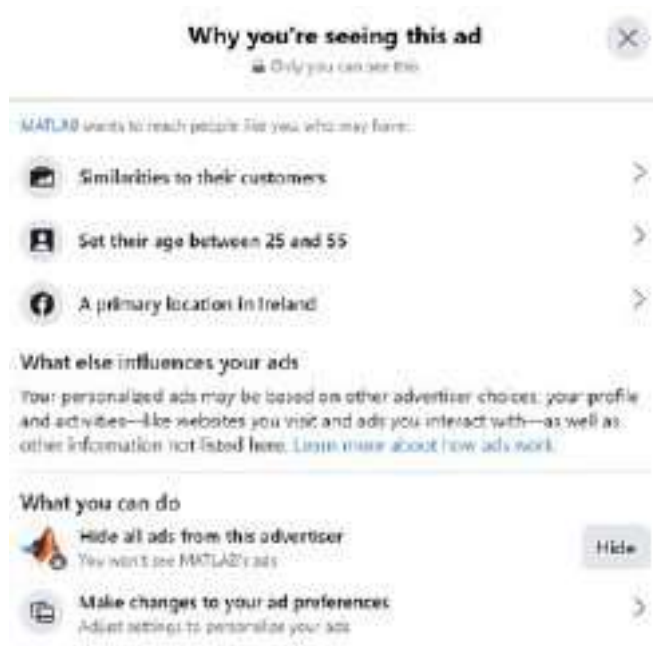 Why you're seeing this ad
Only you can see this
MATLAB wants to reach people like you, who may have:
Similarities to their customers
Set their age between 25 and 55
A primary location in Ireland
What else influences your ads
Your personalized ads may be based on other advertiser choices, your profile
and activities—like websites you visit and ads you interact with—as well as
other information not listed here. Learn more about how ads work
What you can do
Hide all ads from this advertiser
You won't see MATLAB's ads
Hide
Make changes to your ad preferences
Adjust settings to personalize your ads